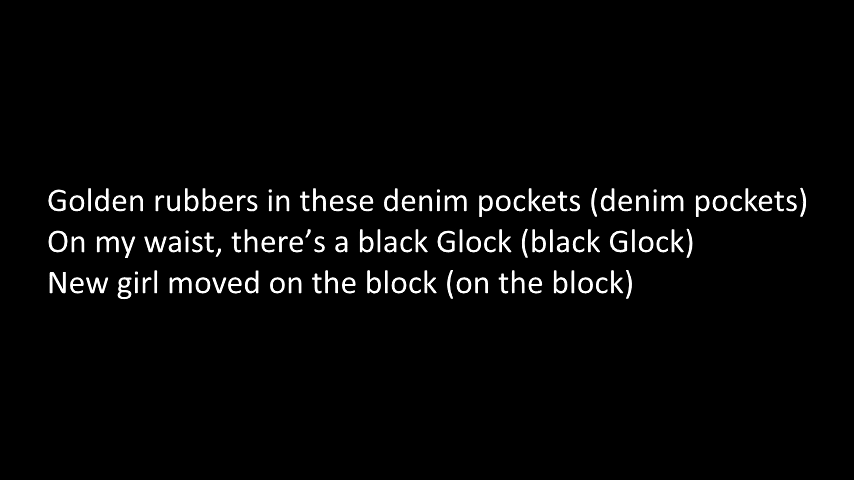 Golden rubbers in these denim pockets (denim pockets)
On my waist, there’s a black Glock (black Glock)
New girl moved on the block (on the block)